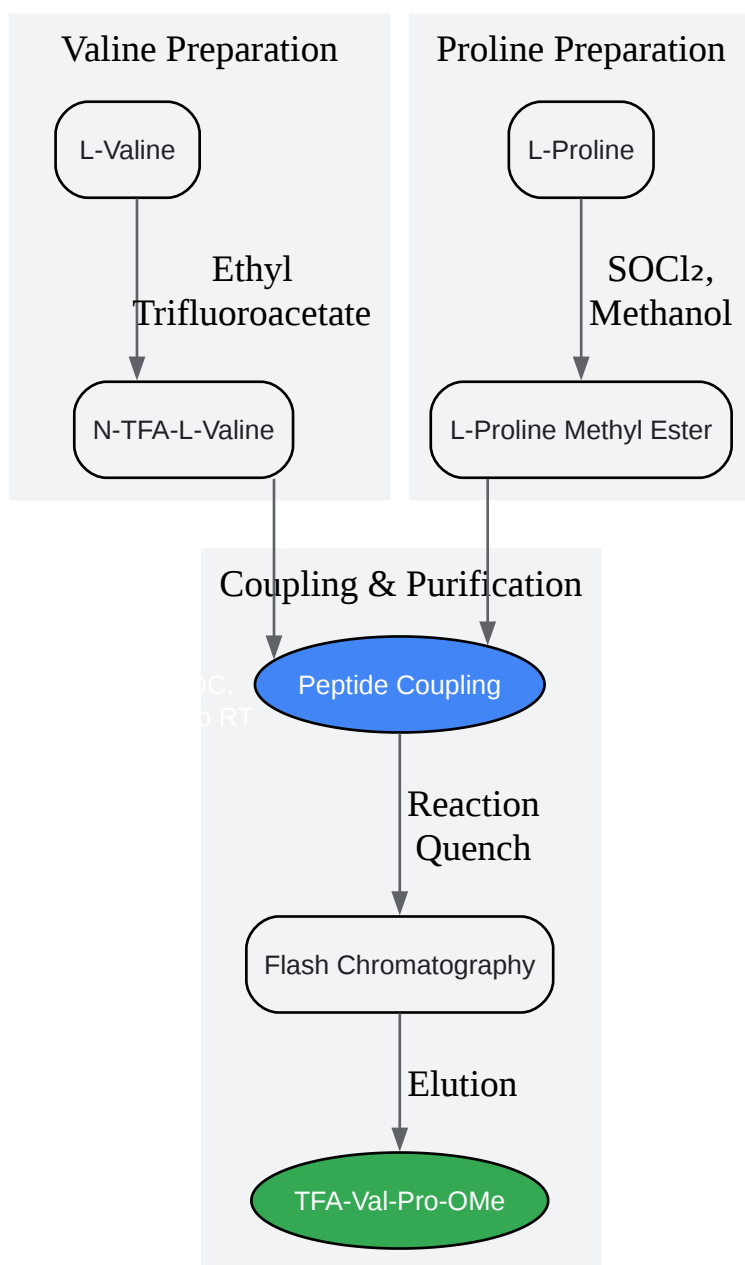 Valine Preparation
L-Valine
Ethyl
Trifluoroacetate
N-TFA-L-Valine
Proline Preparation
L-Proline
SOCl₂,
Methanol
L-Proline Methyl Ester
Coupling & Purification
Peptide Coupling
RT
Reaction
Quench
Flash Chromatography
Elution
TFA-Val-Pro-OMe